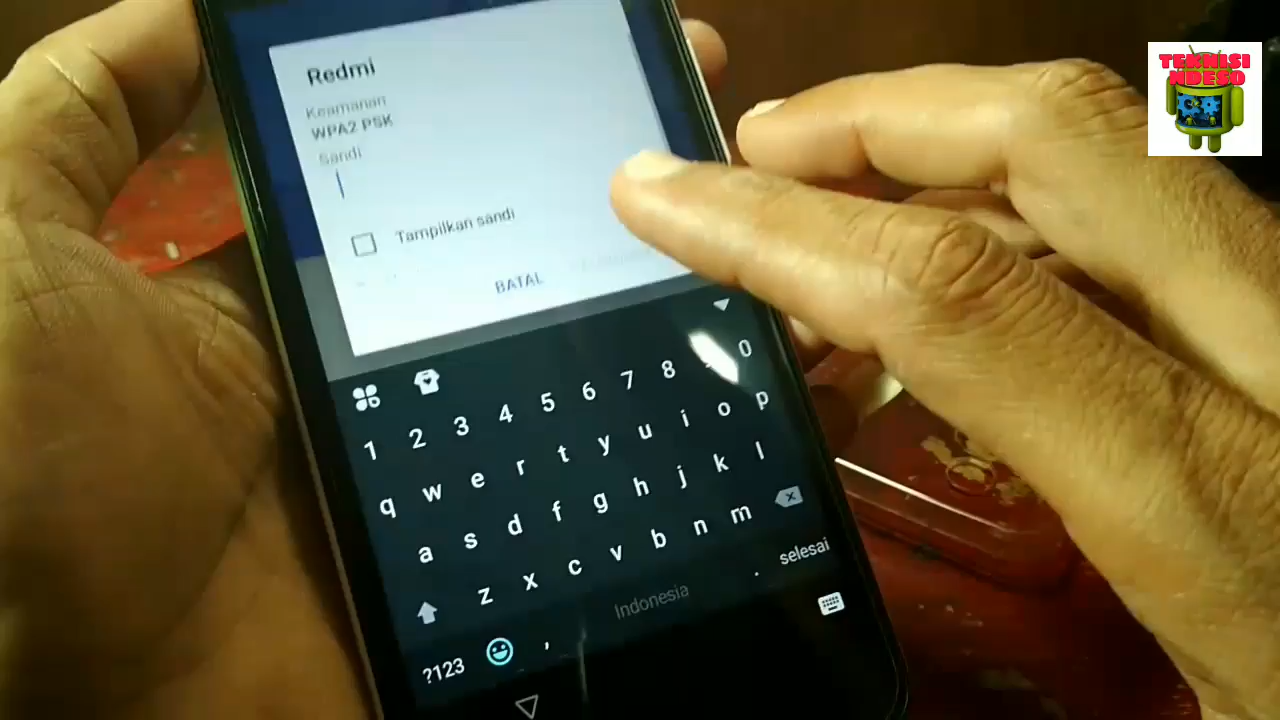 TEKNISI
NDESO
Redmi
Keamanan
WPA2 PSK
Sandi
Tampilkan sandi
BATAL
1 2 3 4 5 6 7 8 0
q w e r t y u i o p
a s d f g h j k l
z x c v b n m
?123 , Indonesia . selesai